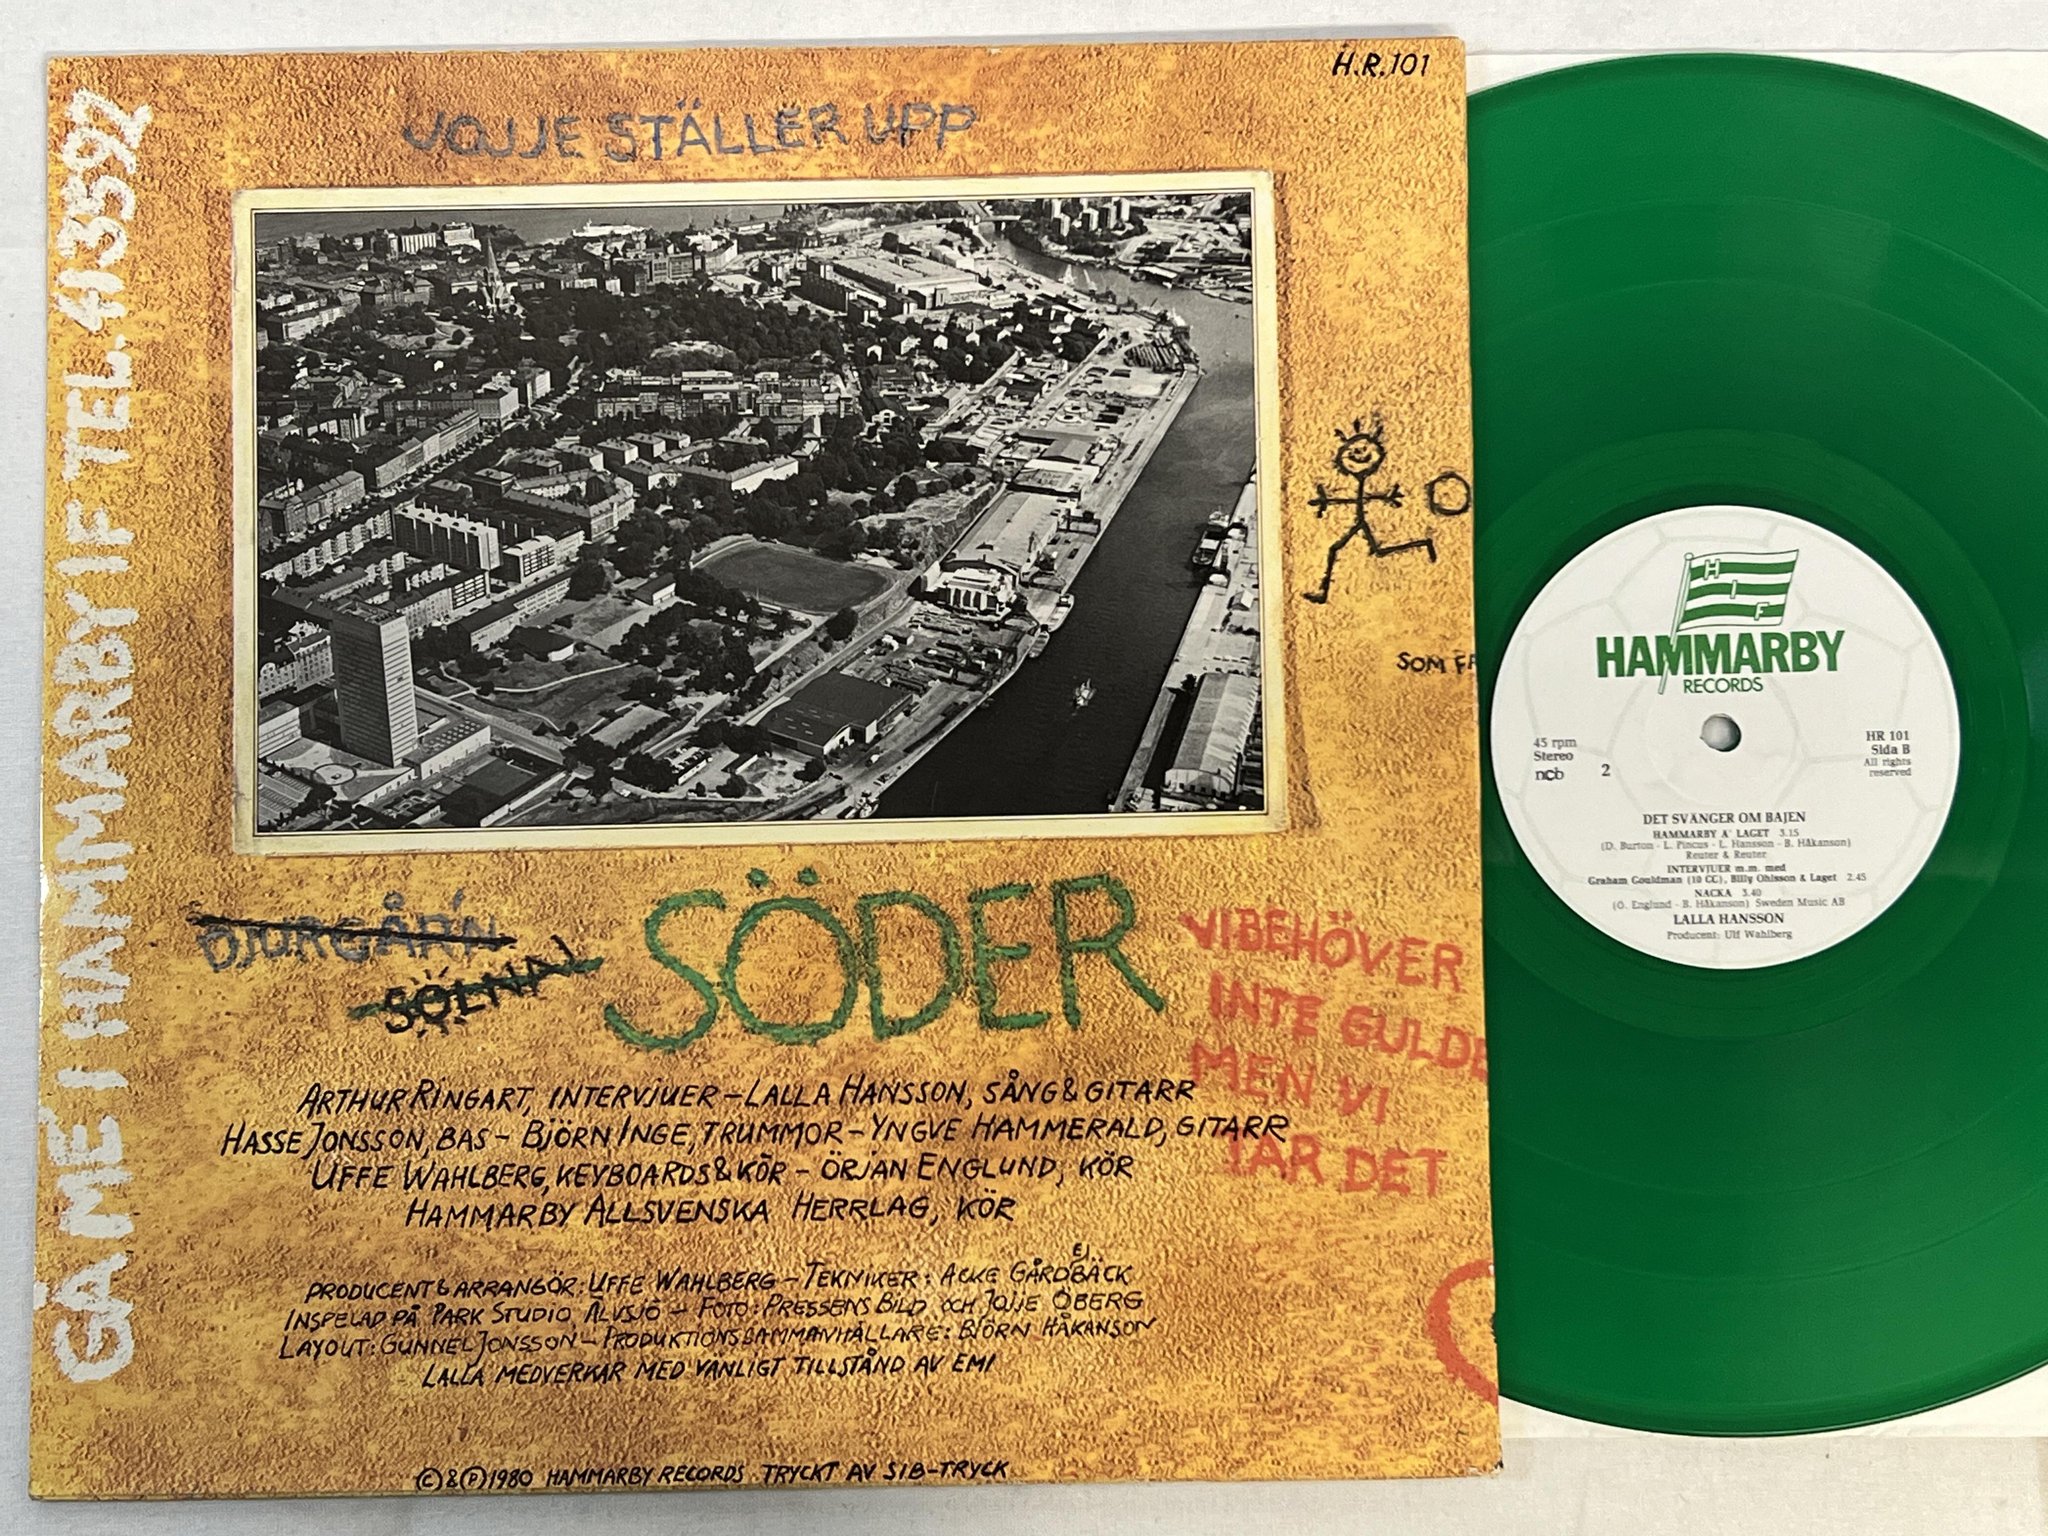 H.R.101
JOJJE STÄLLER UPP
GÅ MÉ I HAMMARBY IF TEL. 413592
DJURGÅR'N
SOLNA
SÖDER
SOM FA
VI BEHÖVER
INTE GULDE
MEN VI
TAR DET
ARTHUR RINGART, INTERVJUER – LALLA HANSSON, SÅNG & GITARR
HASSE JONSSON, BAS – BJÖRN INGE, TRUMMOR – YNGVE HAMMERALD, GITARR
UFFE WAHLBERG, KEYBOARDS & KÖR – ÖRJAN ENGLUND, KÖR
HAMMARBY ALLSVENSKA HERRLAG, KÖR
PRODUCENT & ARRANGÖR: UFFE WAHLBERG – TEKNIKER: ACKE GÅRDEJBÄCK
INSPELAD PÅ PARK STUDIO, ÄLVSJÖ – FOTO: PRESSENS BILD OCH JOJJE ÖBERG
LAYOUT: GUNNEL JONSSON – PRODUKTIONSSAMMANHÅLLARE: BJÖRN HÅKANSON
LALLA MEDVERKAR MED VÄNLIGT TILLSTÅND AV EMI
© & ℗ 1980 HAMMARBY RECORDS TRYCKT AV SIB-TRYCK
H
I
F
HAMMARBY
RECORDS
45 rpm
Stereo
ncb
2
HR 101
Sida B
All rights
reserved
DET SVÄNGER OM BAJEN
HAMMARBY A' LAGET 3.15
(D. Burton - L. Pincus - L. Hansson - B. Håkanson)
Reuter & Reuter
INTERVJUER m.m. med
Graham Gouldman (10 CC), Billy Ohlsson & Laget 2.45
NACKA 3.40
(O. Englund - B. Håkanson) Sweden Music AB
LALLA HANSSON
Producent: Ulf Wahlberg